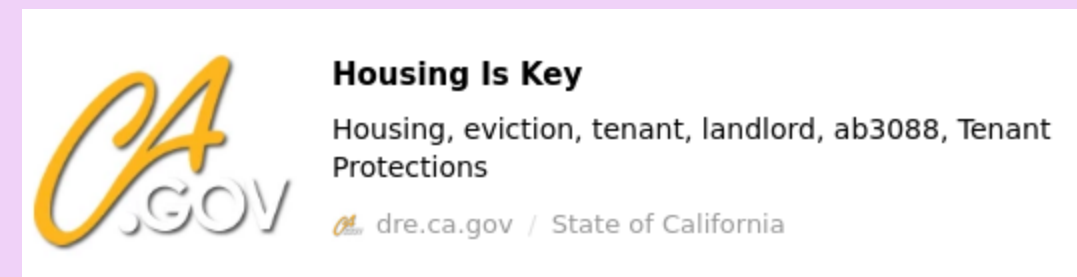 CA
.GOV
Housing Is Key
Housing, eviction, tenant, landlord, ab3088, Tenant
Protections
dre.ca.gov / State of California